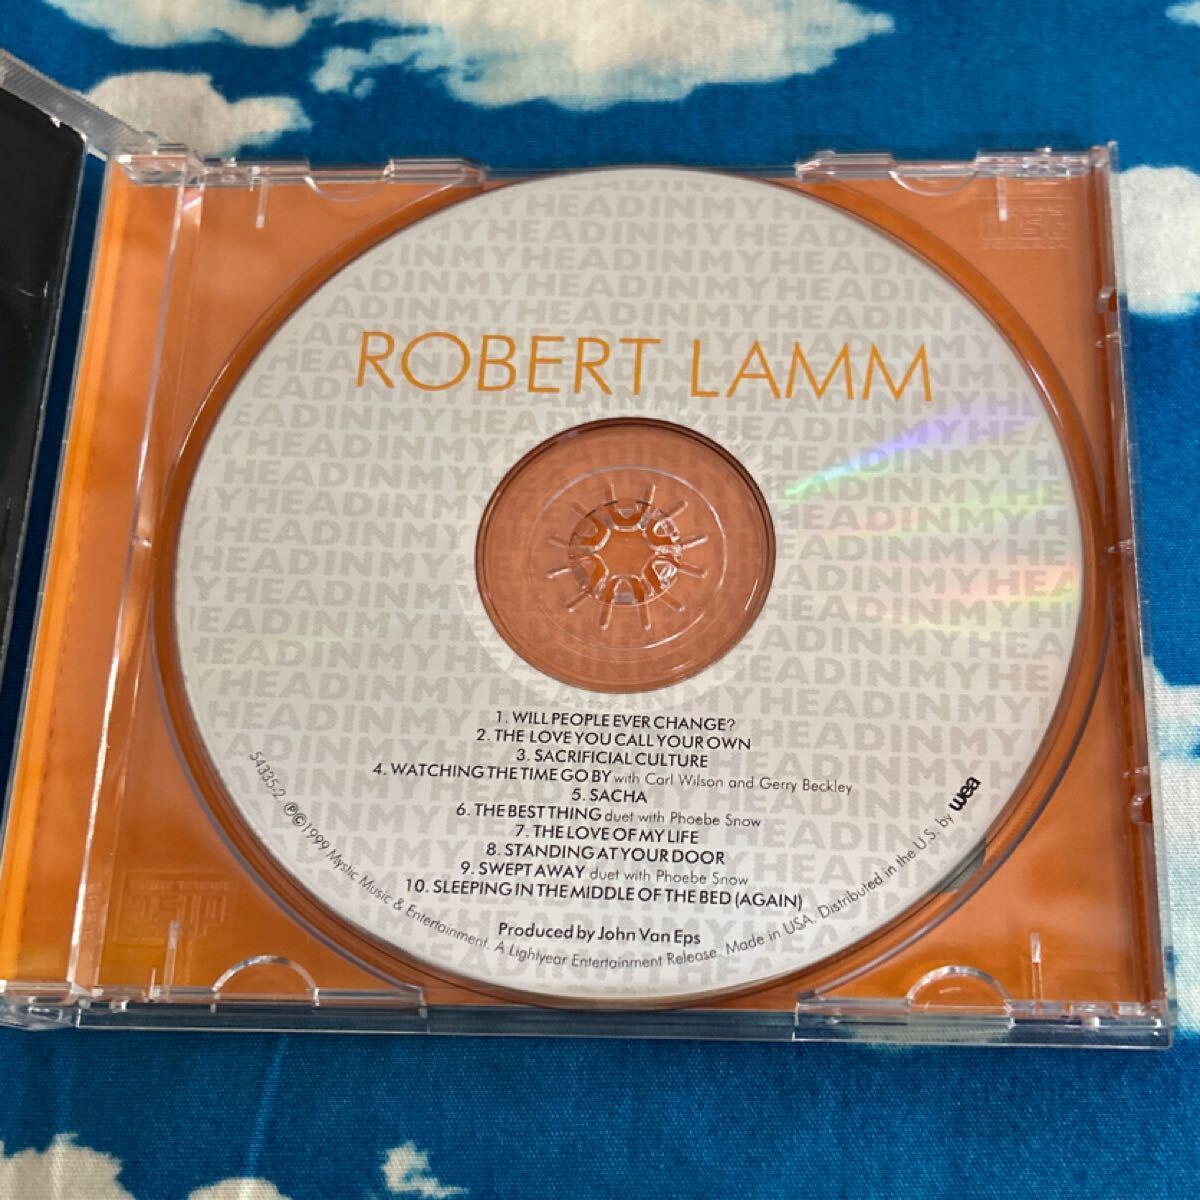 ROBERT LAMM
1. WILL PEOPLE EVER CHANGE?
2. THE LOVE YOU CALL YOUR OWN
3. SACRIFICIAL CULTURE
4. WATCHING THE TIME GO BY with Carl Wilson and Gerry Beckley
5. SACHA
6. THE BEST THING duet with Phoebe Snow
7. THE LOVE OF MY LIFE
8. STANDING AT YOUR DOOR
9. SWEPT AWAY duet with Phoebe Snow
10. SLEEPING IN THE MIDDLE OF THE BED (AGAIN)
Produced by John Van Eps
54335-2 ℗©1999 Mystic Music & Entertainment. A Lightyear Entertainment Release. Made in USA. Distributed in the U.S. by wea